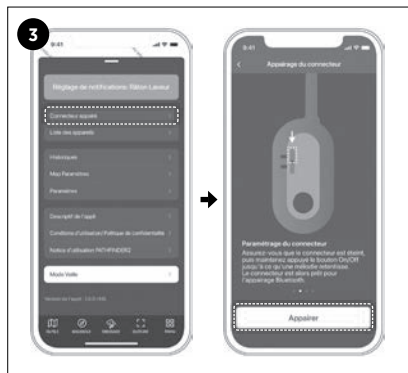 3
9:41
Réglage de notifications: Râton Laveur
Connecteur appairé
Liste des appareils
Historiques
Map Paramètres
Paramètres
Descriptif de l'appli
Conditions d'utilisation/Politique de confidentialité
Notice d'utilisation PATHFINDER2
Mode Veille
9:41
Appairage du connecteur
Paramétrage du connecteur
Assurez-vous que le connecteur est éteint,
puis maintenez appuyé le bouton On/Off
jusqu'à ce qu'une mélodie retentisse.
Le connecteur est alors prêt pour
l'appairage Bluetooth.
Appairer